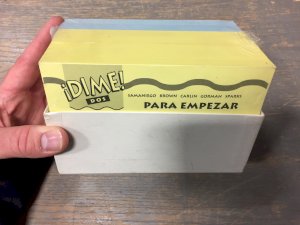 ¡DIME!
DOS
SAMANIEGO BROWN CARLIN GORMAN SPARKS
PARA EMPEZAR